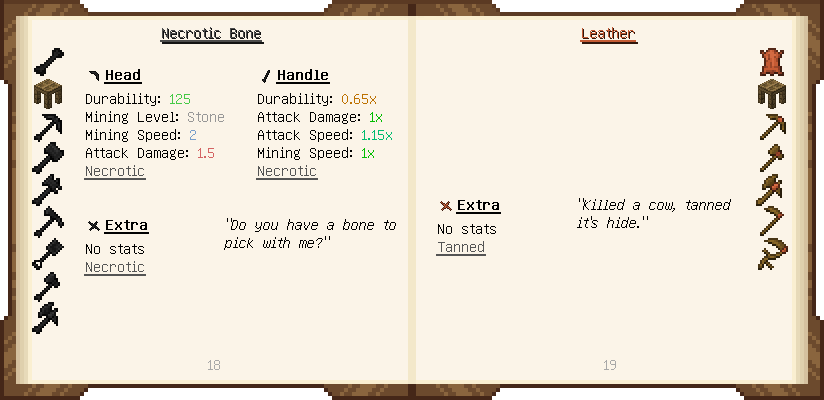 Necrotic Bone
Head
Durability: 125
Mining Level: Stone
Mining Speed: 2
Attack Damage: 1.5
Necrotic
Handle
Durability: 0.65x
Attack Damage: 1x
Attack Speed: 1.15x
Mining Speed: 1x
Necrotic
Extra
No stats
Necrotic
"Do you have a bone to
pick with me?"
18
Leather
Extra
No stats
Tanned
"Killed a cow, tanned
it's hide."
19